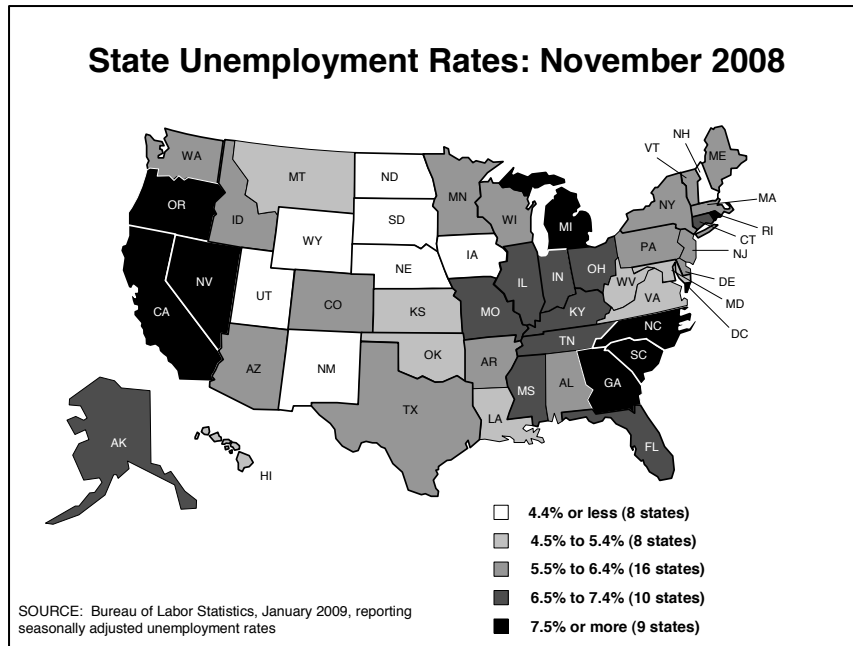 State Unemployment Rates: November 2008
NH
VT
ME
WA
MT
ND
MN
OR
ID
WI
NY
MA
SD
MI
RI
WY
CT
PA
NJ
IA
NE
OH
DE
NV
IL
IN
WV
MD
UT
CO
VA
CA
KS
MO
KY
DC
NC
TN
OK
AZ
NM
AR
SC
MS
AL
GA
TX
LA
AK
FL
HI
4.4% or less (8 states)
4.5% to 5.4% (8 states)
5.5% to 6.4% (16 states)
6.5% to 7.4% (10 states)
7.5% or more (9 states)
SOURCE: Bureau of Labor Statistics, January 2009, reporting
seasonally adjusted unemployment rates